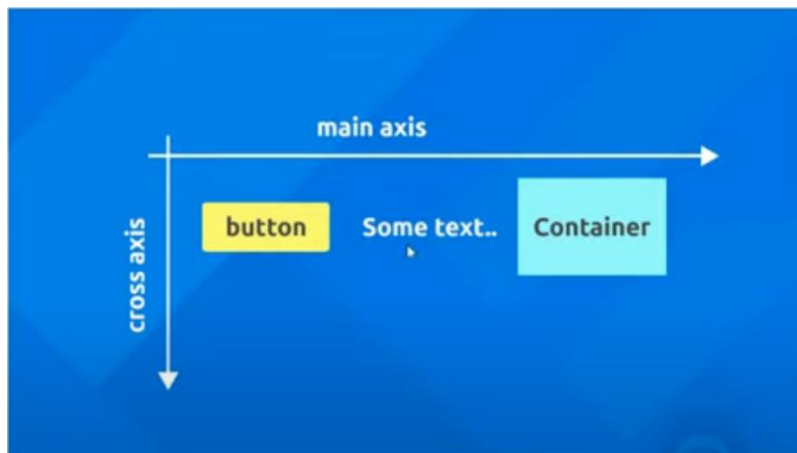 main axis
cross axis
button
Some text..
Container